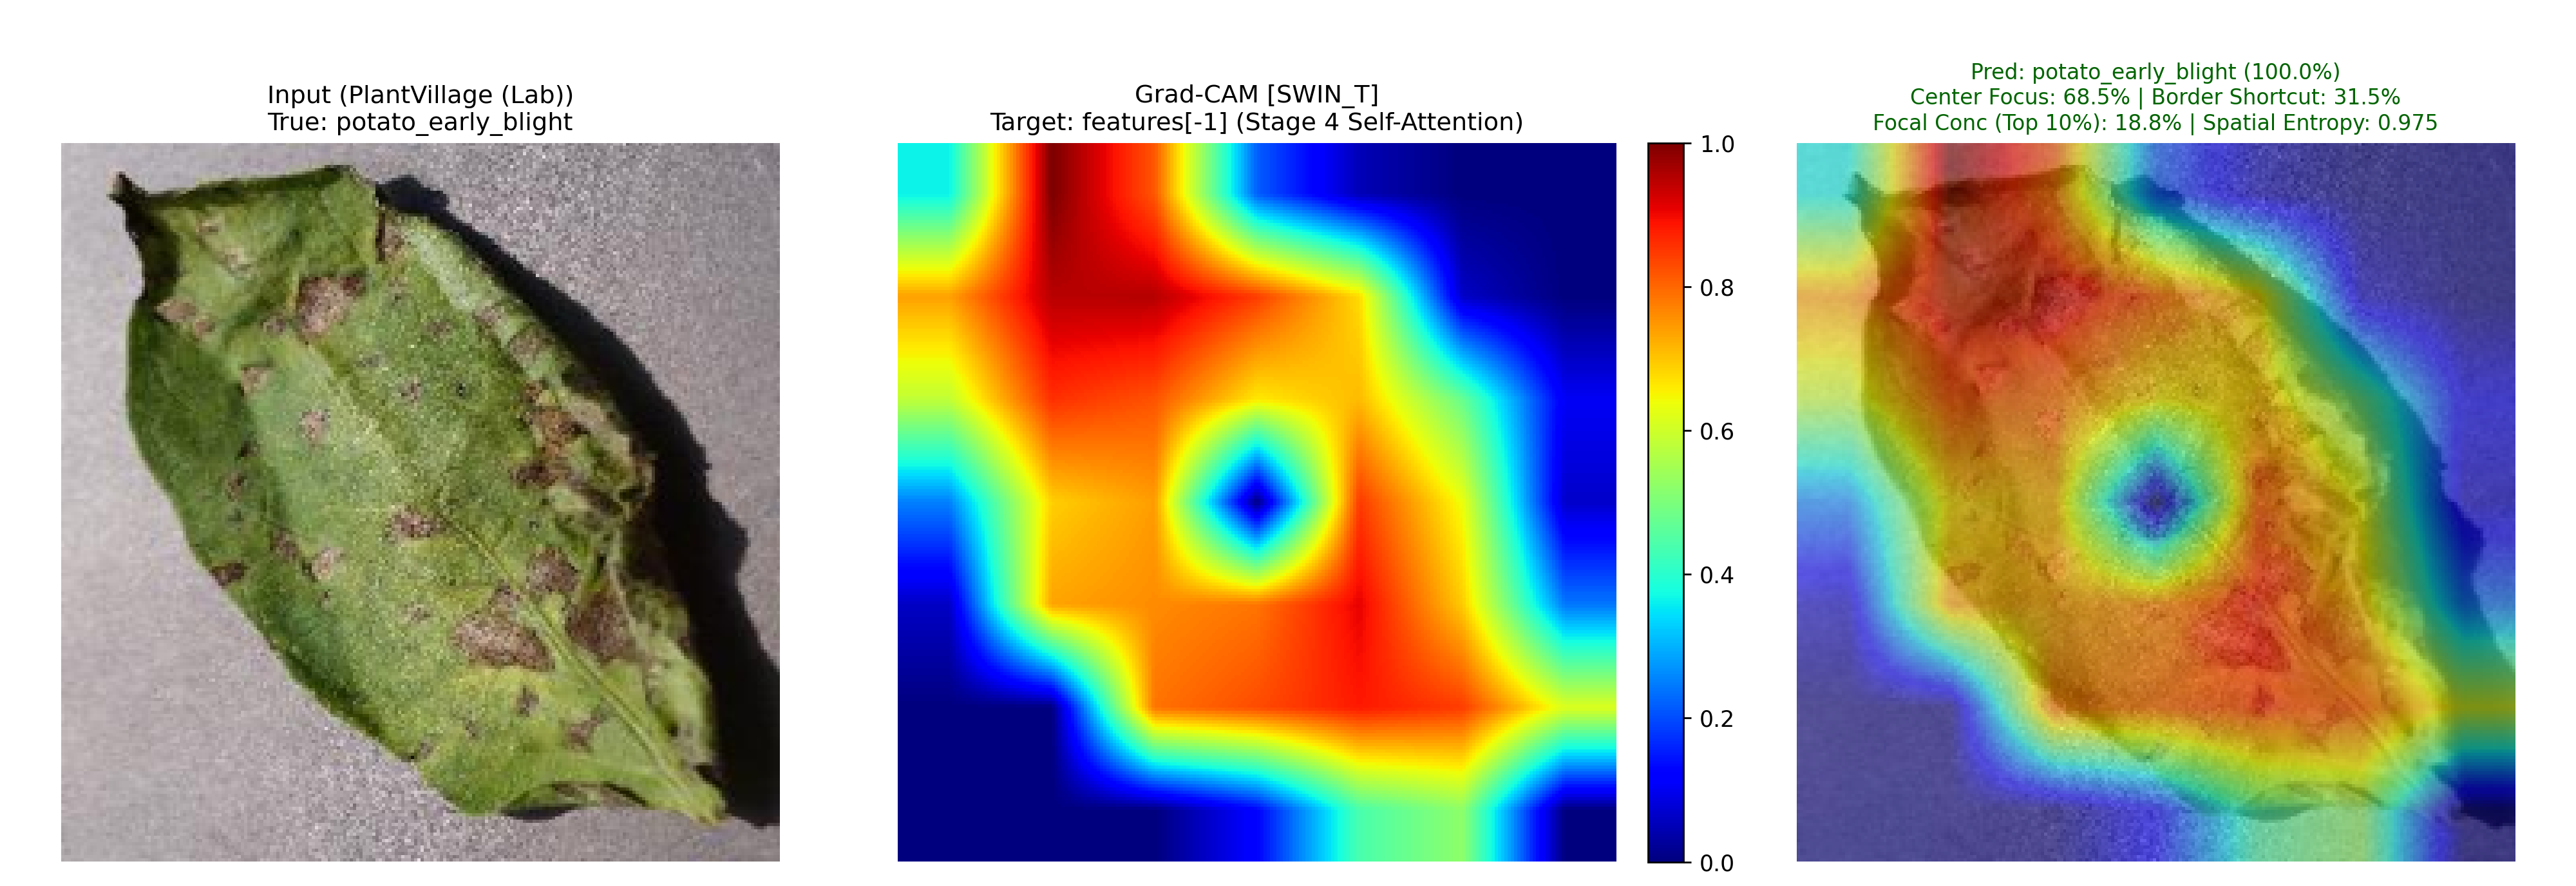 Input (PlantVillage (Lab))
True: potato_early_blight
Grad-CAM [SWIN_T]
Target: features[-1] (Stage 4 Self-Attention)
1.0
0.8
0.6
0.4
0.2
0.0
Pred: potato_early_blight (100.0%)
Center Focus: 68.5% | Border Shortcut: 31.5%
Focal Conc (Top 10%): 18.8% | Spatial Entropy: 0.975